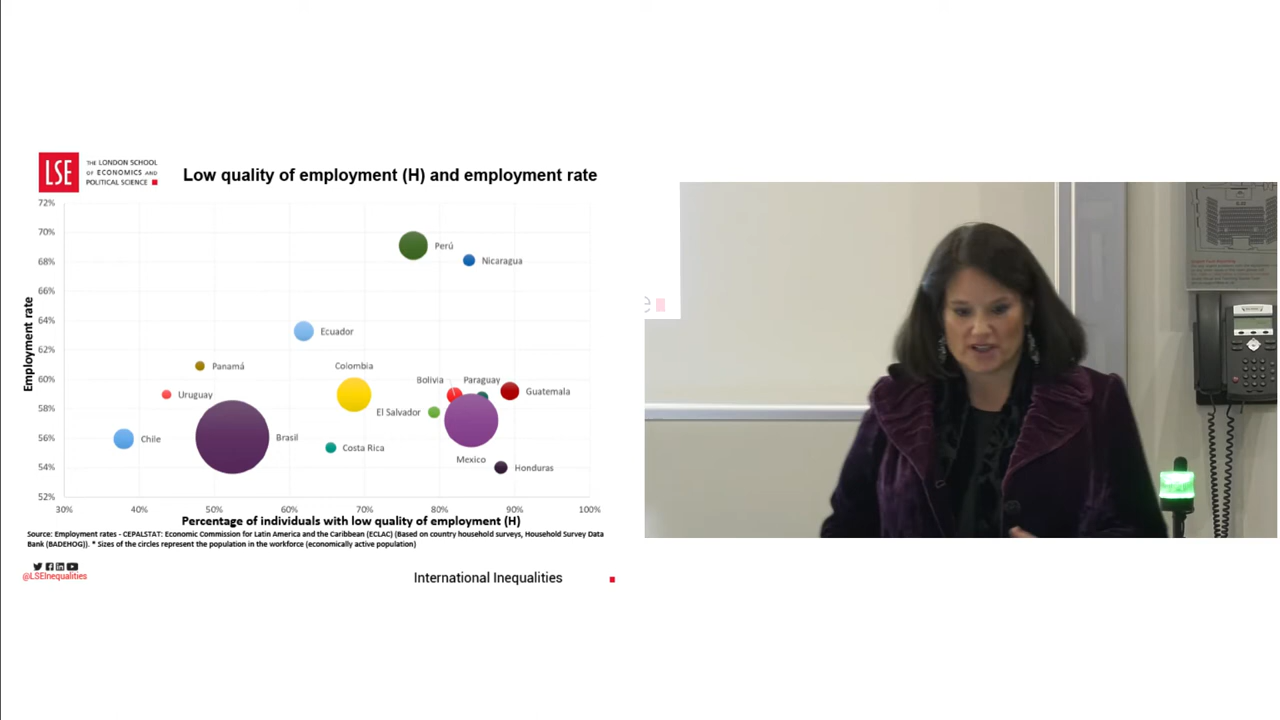 LSE
THE LONDON SCHOOL
OF ECONOMICS AND
POLITICAL SCIENCE
Low quality of employment (H) and employment rate
72%
70%
68%
66%
64%
62%
60%
58%
56%
54%
52%
Employment rate
Perú
Nicaragua
Ecuador
Panamá
Colombia
Bolivia
Paraguay
Uruguay
Guatemala
El Salvador
Chile
Brasil
Costa Rica
Mexico
Honduras
30%
40%
50%
60%
70%
80%
90%
100%
Percentage of individuals with low quality of employment (H)
Source: Employment rates - CEPALSTAT: Economic Commission for Latin America and the Caribbean (ECLAC) (Based on country household surveys, Household Survey Data
Bank (BADEHOG)). * Sizes of the circles represent the population in the workforce (economically active population)
@LSEInequalities
International Inequalities
e